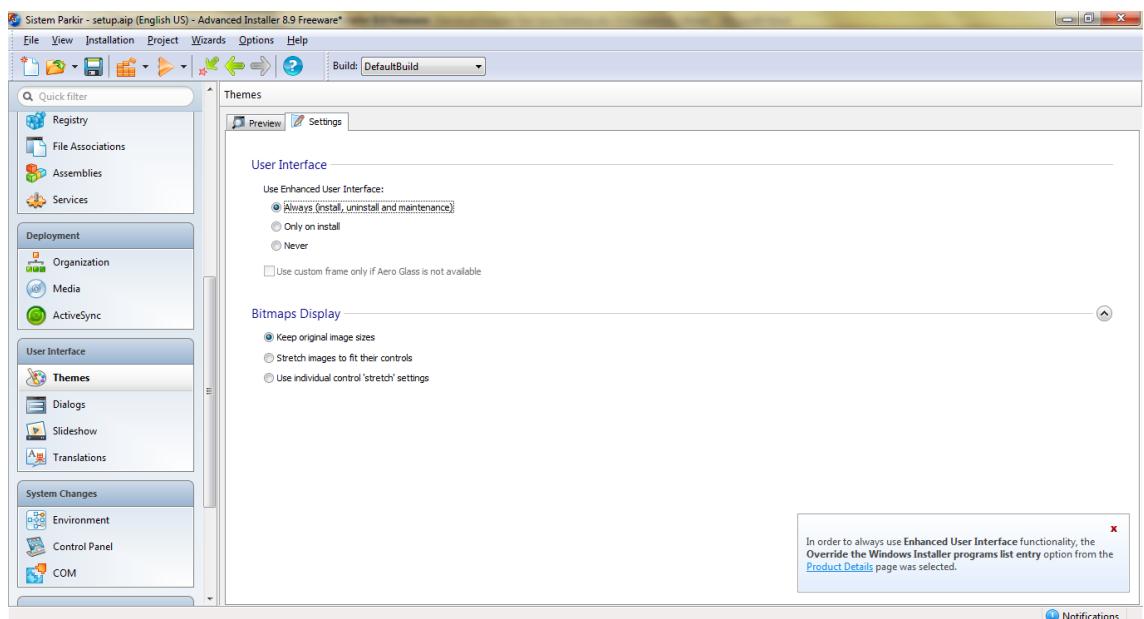 Sistem Parkir - setup.aip (English US) - Advanced Installer 8.9 Freeware*
File View Installation Project Wizards Options Help
Build: DefaultBuild
Quick filter
Themes
Registry
File Associations
Assemblies
Services
Deployment
Organization
Media
ActiveSync
User Interface
Themes
Dialogs
Slideshow
Translations
System Changes
Environment
Control Panel
COM
Preview Settings
User Interface
Use Enhanced User Interface:
Always (install, uninstall and maintenance)
Only on install
Never
Use custom frame only if Aero Glass is not available
Bitmaps Display
Keep original image sizes
Stretch images to fit their controls
Use individual control 'stretch' settings
In order to always use Enhanced User Interface functionality, the
Override the Windows Installer programs list entry option from the
Product Details page was selected.
Notifications